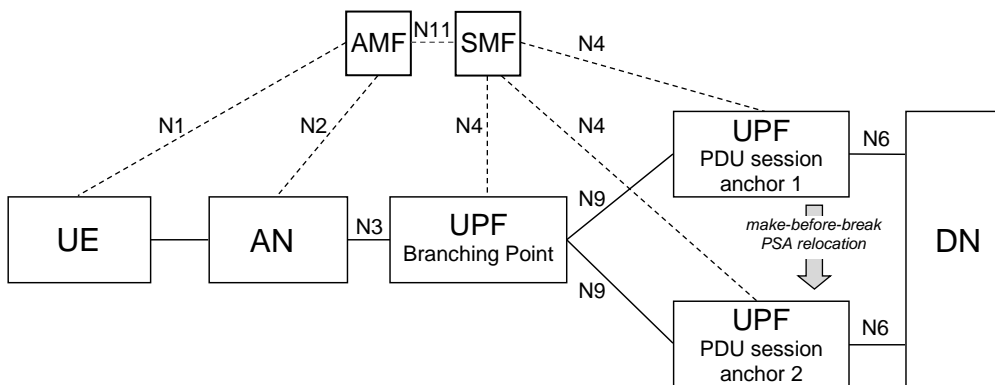 AMF
N11
SMF
N4
N1
N2
N4
N4
UPF
PDU session
anchor 1
N6
UE
AN
N3
UPF
Branching Point
N9
make-before-break
PSA relocation
DN
N9
UPF
PDU session
anchor 2
N6